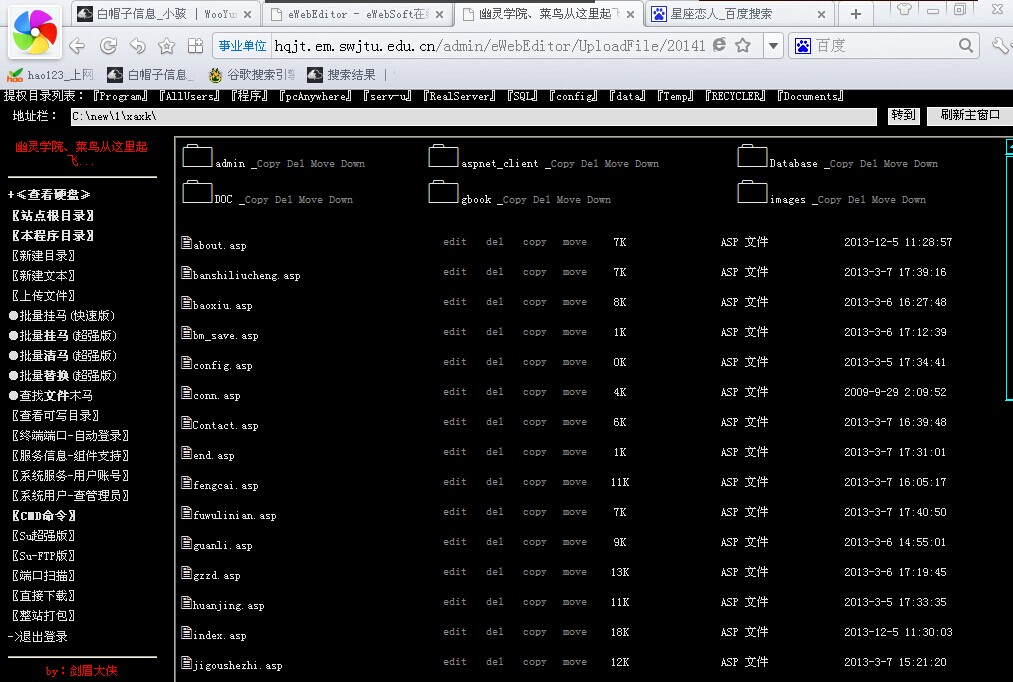 白帽子信息_小骇 | WooYu
eWebEditor - eWebSoft在
幽灵学院、菜鸟从这里起飞
星座恋人_百度搜索
事业单位 hqjt.em.swjtu.edu.cn/admin/eWebEditor/UploadFile/20141
百度
hao123_上网
白帽子信息_
谷歌搜索引
搜索结果 |
提权目录列表：『Program』『AllUsers』『程序』『pcAnywhere』『serv-u』『RealServer』『SQL』『config』『data』『Temp』『RECYCLER』『Documents』
地址栏： C:\new\1\xaxk\ 转到 刷新主窗口
幽灵学院、菜鸟从这里起
飞...
+≪查看硬盘≫
〖站点根目录〗
〖本程序目录〗
〖新建目录〗
〖新建文本〗
〖上传文件〗
●批量挂马(快速版)
●批量挂马(超强版)
●批量清马(超强版)
●批量替换(超强版)
●查找文件木马
〖查看可写目录〗
〖终端端口-自动登录〗
〖服务信息-组件支持〗
〖系统服务-用户账号〗
〖系统用户-查管理员〗
〖CMD命令〗
〖Su超强版〗
〖Su-FTP版〗
〖端口扫描〗
〖直接下载〗
〖整站打包〗
->退出登录
by：剑眉大侠
admin _Copy Del Move Down aspnet_client _Copy Del Move Down Database _Copy Del Move Down
DOC _Copy Del Move Down gbook _Copy Del Move Down images _Copy Del Move Down
about.asp edit del copy move 7K ASP 文件 2013-12-5 11:28:57
banshiliucheng.asp edit del copy move 7K ASP 文件 2013-3-7 17:39:16
baoxiu.asp edit del copy move 8K ASP 文件 2013-3-6 16:27:48
bm_save.asp edit del copy move 1K ASP 文件 2013-3-6 17:12:39
config.asp edit del copy move 0K ASP 文件 2013-3-5 17:34:41
conn.asp edit del copy move 4K ASP 文件 2009-9-29 2:09:52
Contact.asp edit del copy move 6K ASP 文件 2013-3-7 16:39:48
end.asp edit del copy move 1K ASP 文件 2013-3-7 17:31:01
fengcai.asp edit del copy move 11K ASP 文件 2013-3-7 16:05:17
fuwulinian.asp edit del copy move 7K ASP 文件 2013-3-7 17:40:50
guanli.asp edit del copy move 9K ASP 文件 2013-3-6 14:55:01
gzzd.asp edit del copy move 13K ASP 文件 2013-3-6 17:19:45
huanjing.asp edit del copy move 11K ASP 文件 2013-3-5 17:33:35
index.asp edit del copy move 18K ASP 文件 2013-12-5 11:30:03
jigoushezhi.asp edit del copy move 12K ASP 文件 2013-3-7 15:21:20